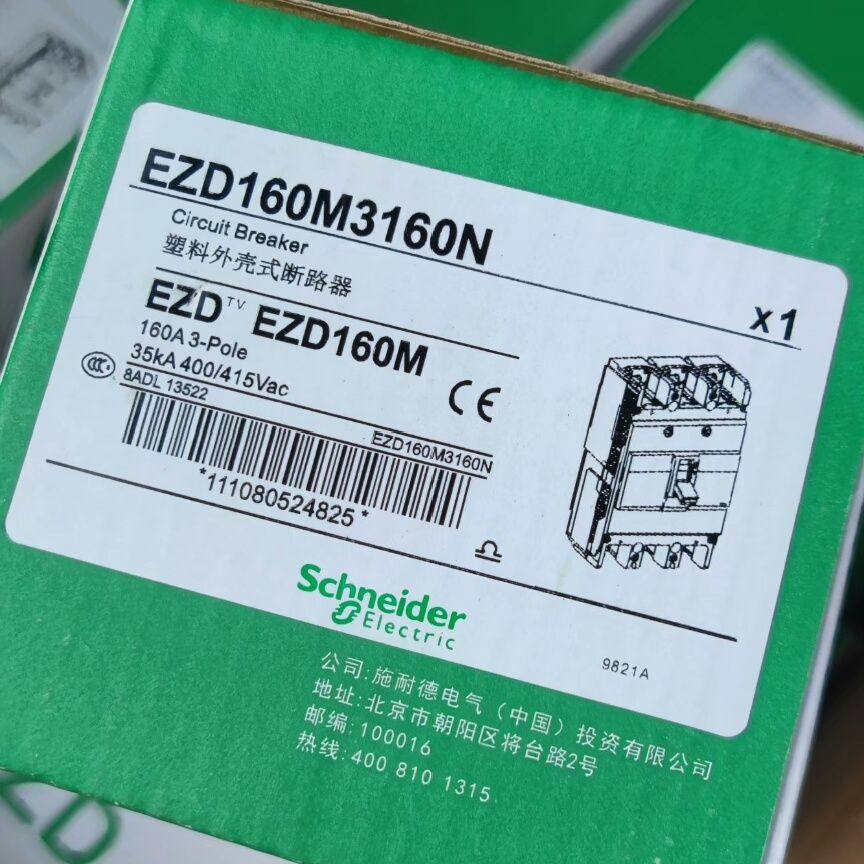 EZD160M3160N
Circuit Breaker
塑料外壳式断路器
x1
EZD TV EZD160M
160A 3-Pole
35kA 400/415Vac
8ADL 13522
CCC
CE
EZD160M3160N
*111080524825*
Schneider
Electric
9821A
公司:施耐德电气(中国)投资有限公司
地址:北京市朝阳区将台路2号
邮编:100016
热线:400 810 1315
ZD